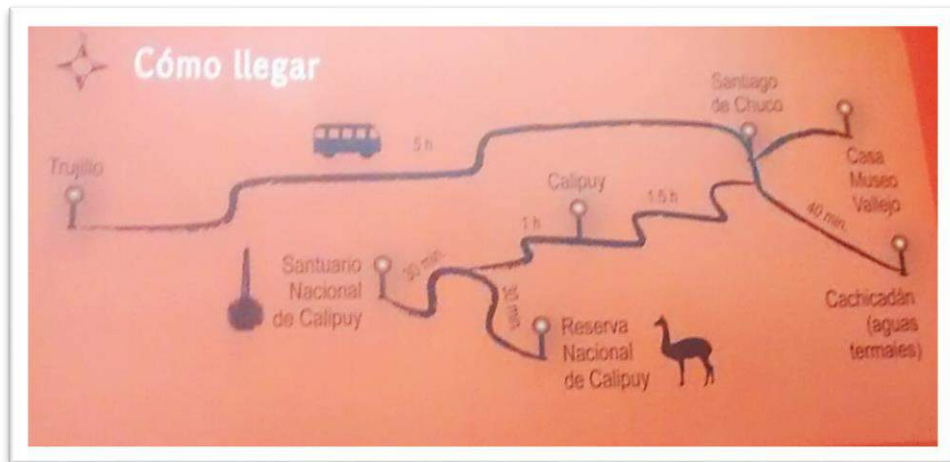 Cómo llegar
Santiago
de Chuco
Trujillo
5 h
Casa
Museo
Vallejo
Calipuy
1.5 h
1 h
40 min.
Santuario
Nacional
de Calipuy
30 min.
30 min.
Cachicadán
(aguas
termales)
Reserva
Nacional
de Calipuy